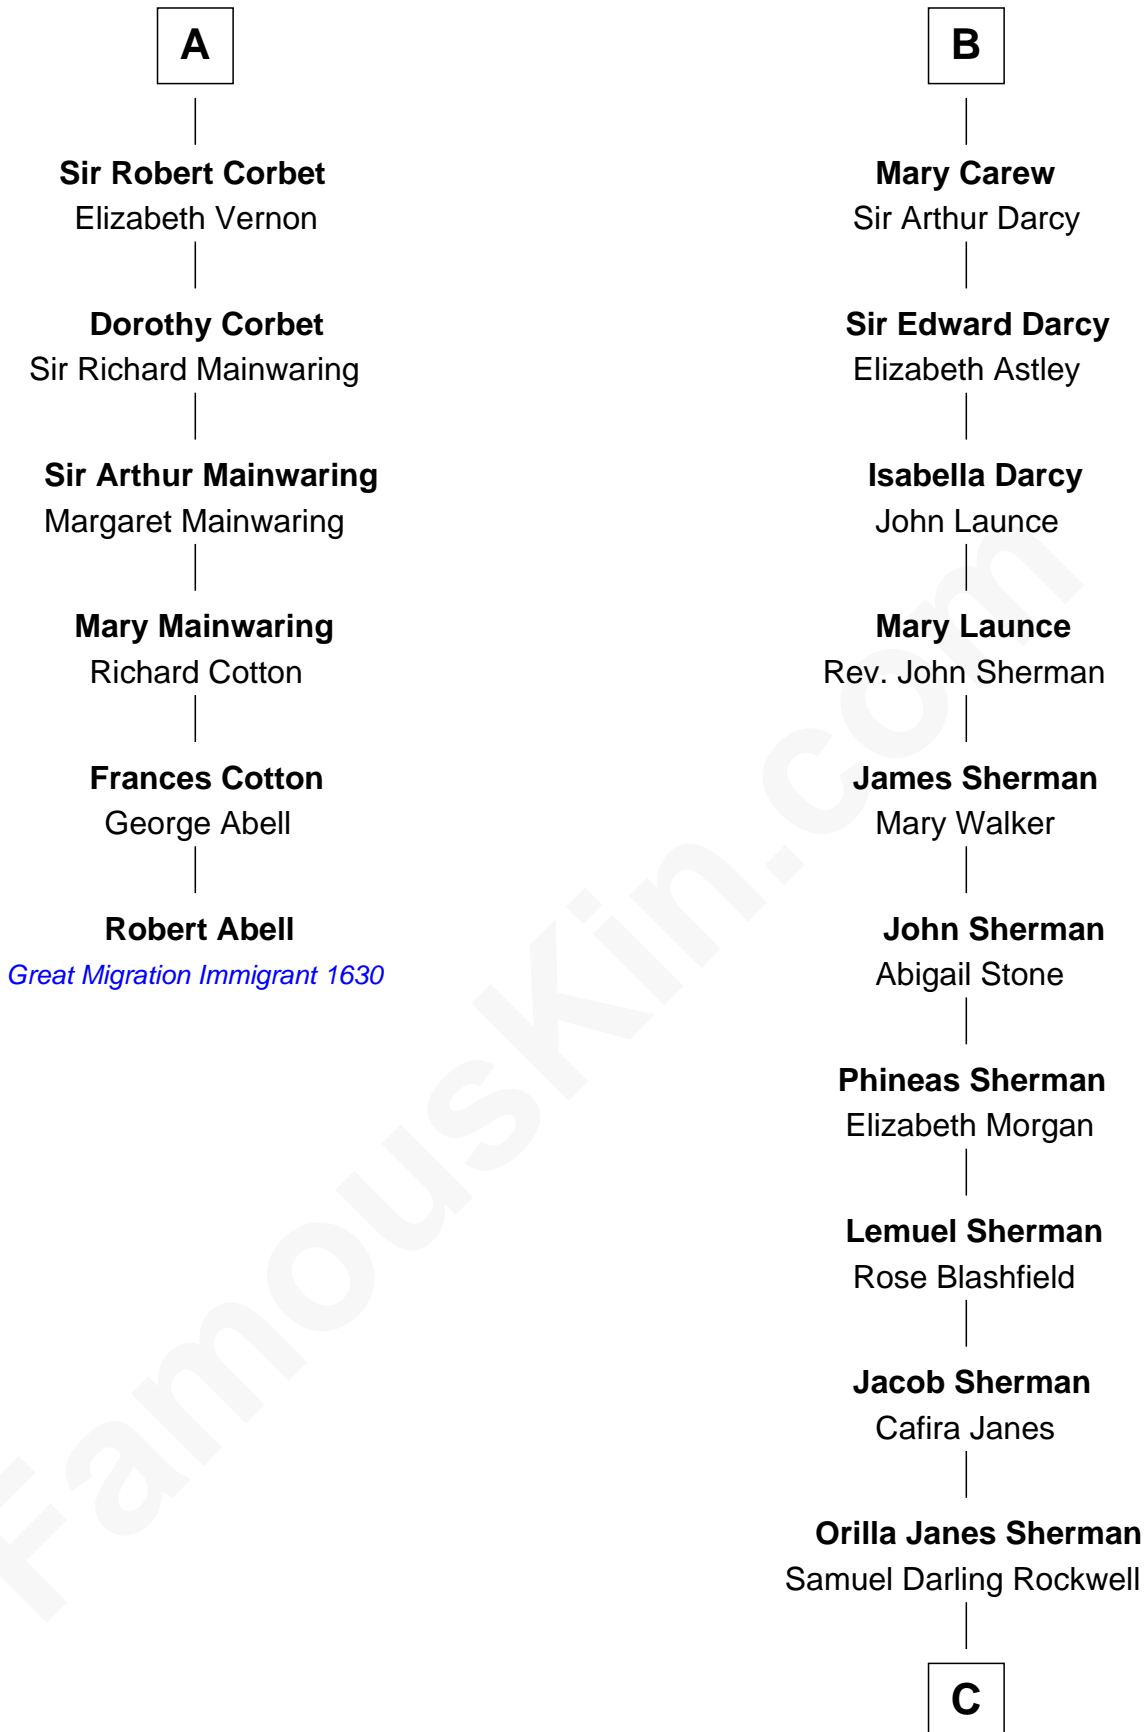 A
Sir Robert Corbet
Elizabeth Vernon
Dorothy Corbet
Sir Richard Mainwaring
Sir Arthur Mainwaring
Margaret Mainwaring
Mary Mainwaring
Richard Cotton
Frances Cotton
George Abell
Robert Abell
Great Migration Immigrant 1630
B
Mary Carew
Sir Arthur Darcy
Sir Edward Darcy
Elizabeth Astley
Isabella Darcy
John Launce
Mary Launce
Rev. John Sherman
James Sherman
Mary Walker
John Sherman
Abigail Stone
Phineas Sherman
Elizabeth Morgan
Lemuel Sherman
Rose Blashfield
Jacob Sherman
Cafira Janes
Orilla Janes Sherman
Samuel Darling Rockwell
C
FamousKin.com